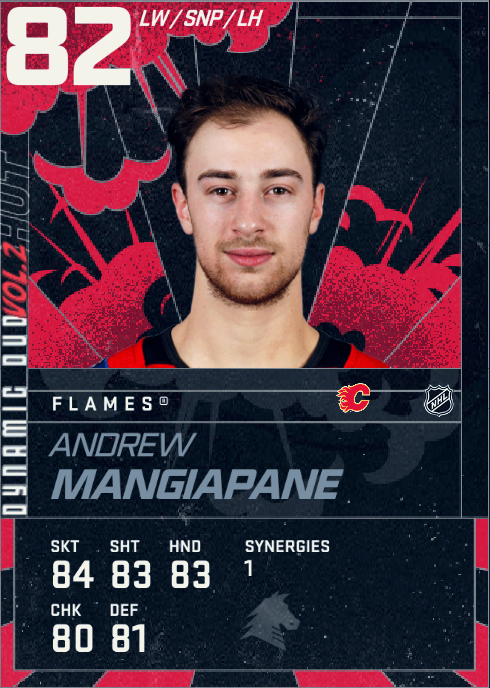 82
LW / SNP / LH
HUT
DYNAMIC DUO VOL.2
FLAMES®
NHL
ANDREW
MANGIAPANE
SKT SHT HND SYNERGIES
84 83 83 1
CHK DEF
80 81